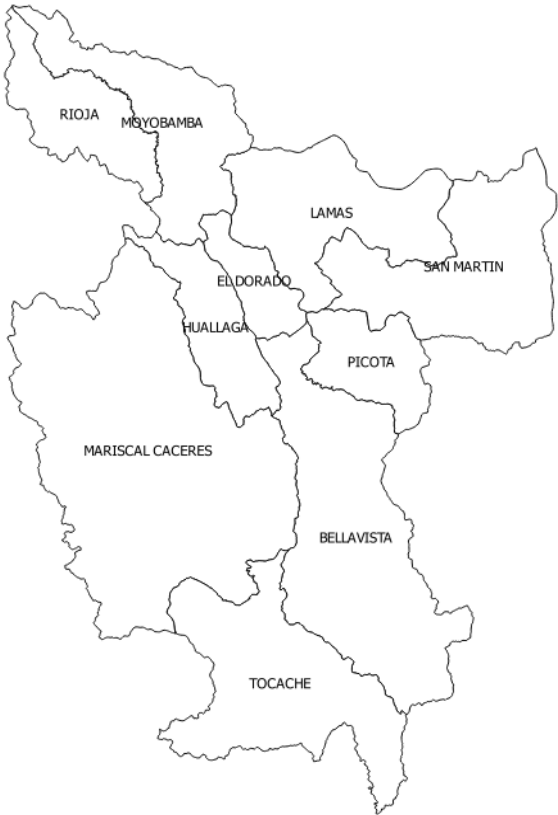 RIOJA
MOYOBAMBA
LAMAS
SAN MARTIN
EL DORADO
HUALLAGA
PICOTA
MARISCAL CACERES
BELLAVISTA
TOCACHE